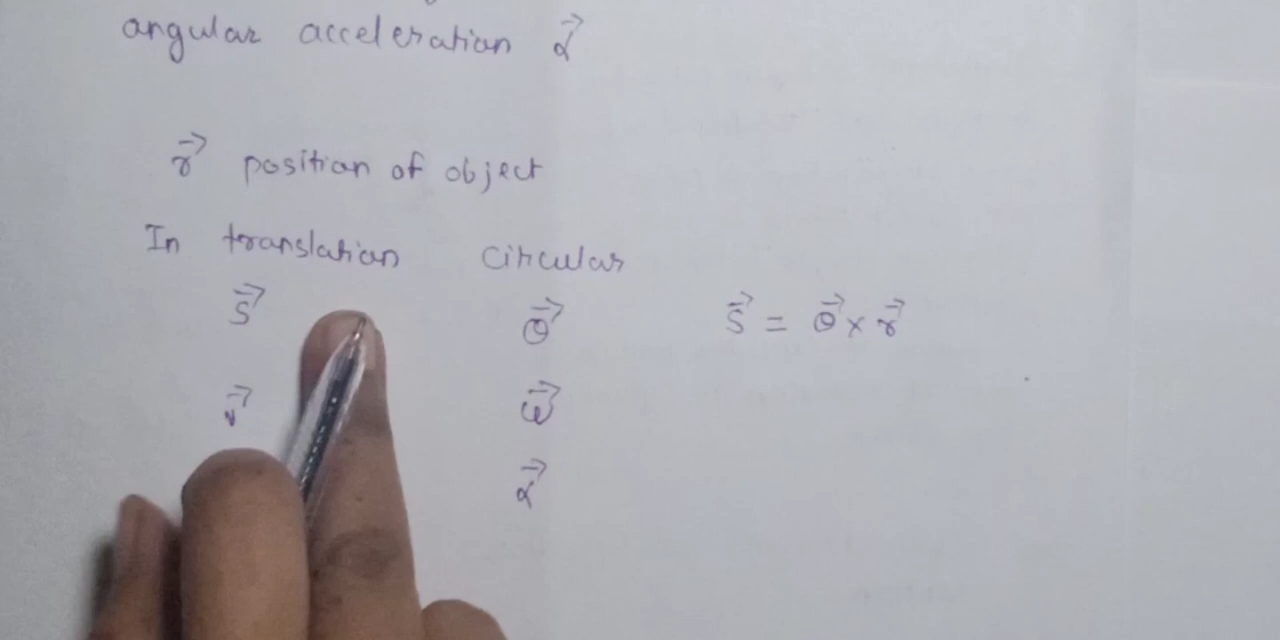 angular acceleration α⃗
r⃗ position of object
In translation circular
S⃗ θ⃗ S⃗ = θ⃗ × r⃗
v⃗ ω⃗
α⃗